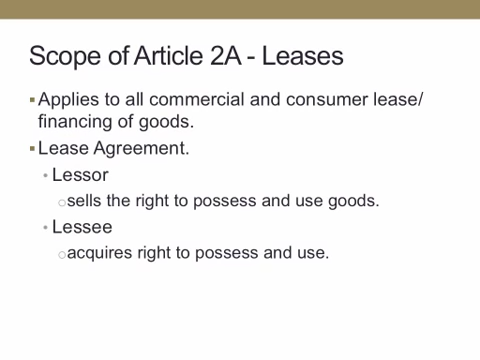 Scope of Article 2A - Leases
▪Applies to all commercial and consumer lease/
financing of goods.
▪Lease Agreement.
• Lessor
○sells the right to possess and use goods.
• Lessee
○acquires right to possess and use.